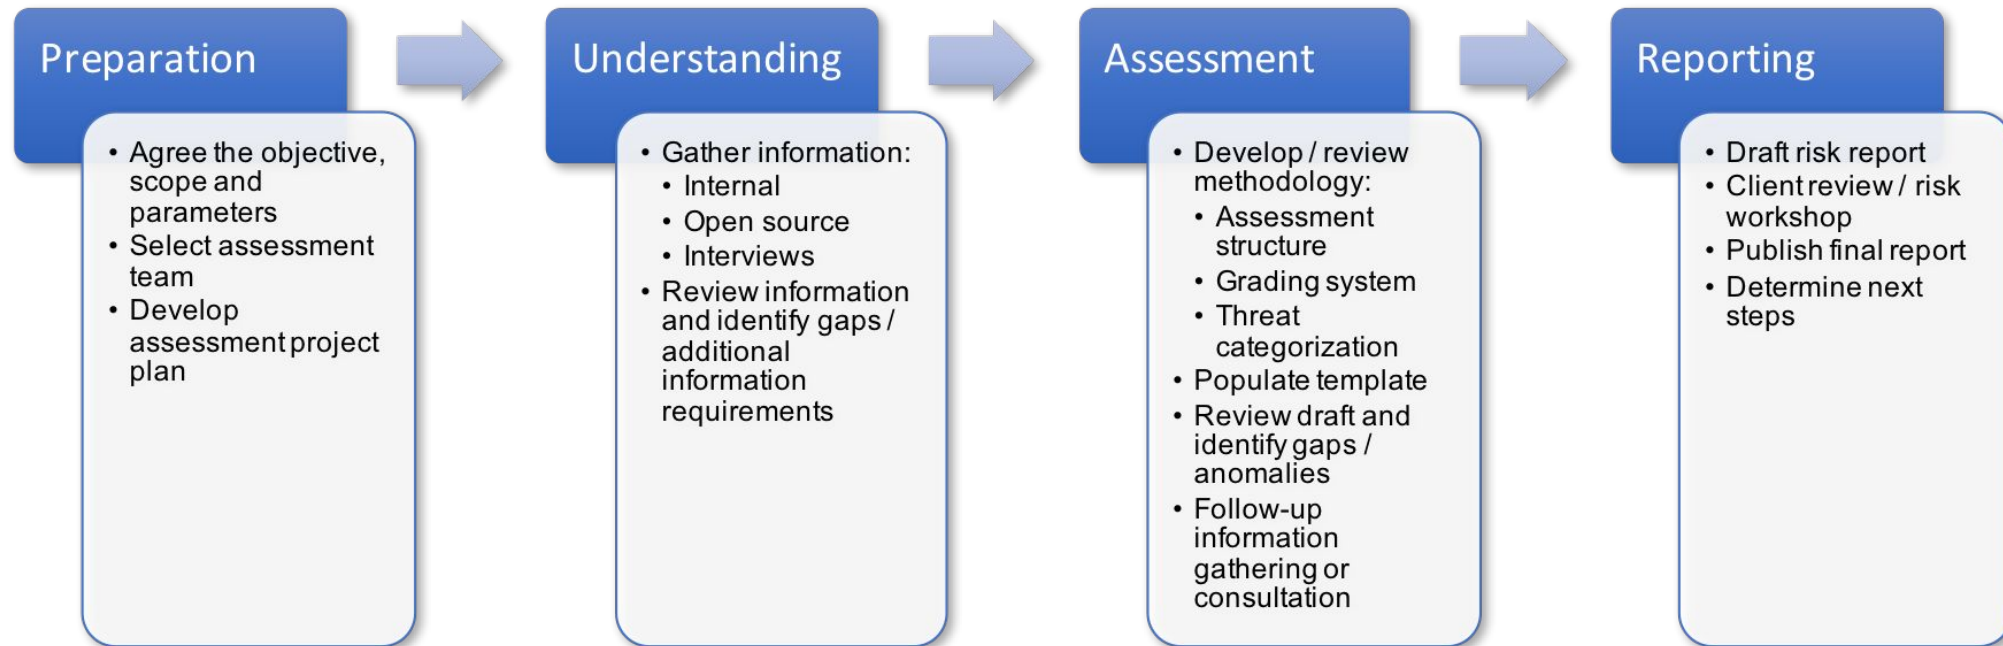 Preparation
• Agree the objective,
scope and
parameters
• Select assessment
team
• Develop
assessment project
plan
Understanding
• Gather information:
• Internal
• Open source
• Interviews
• Review information
and identify gaps /
additional
information
requirements
Assessment
• Develop / review
methodology:
• Assessment
structure
• Grading system
• Threat
categorization
• Populate template
• Review draft and
identify gaps /
anomalies
• Follow-up
information
gathering or
consultation
Reporting
• Draft risk report
• Client review / risk
workshop
• Publish final report
• Determine next
steps